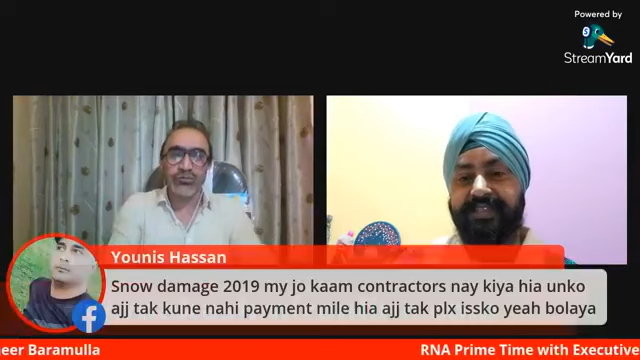 Powered by
StreamYard
Younis Hassan
Snow damage 2019 my jo kaam contractors nay kiya hia unko
ajj tak kune nahi payment mile hia ajj tak plx issko yeah bolaya
eer Baramulla
RNA Prime Time with Executive